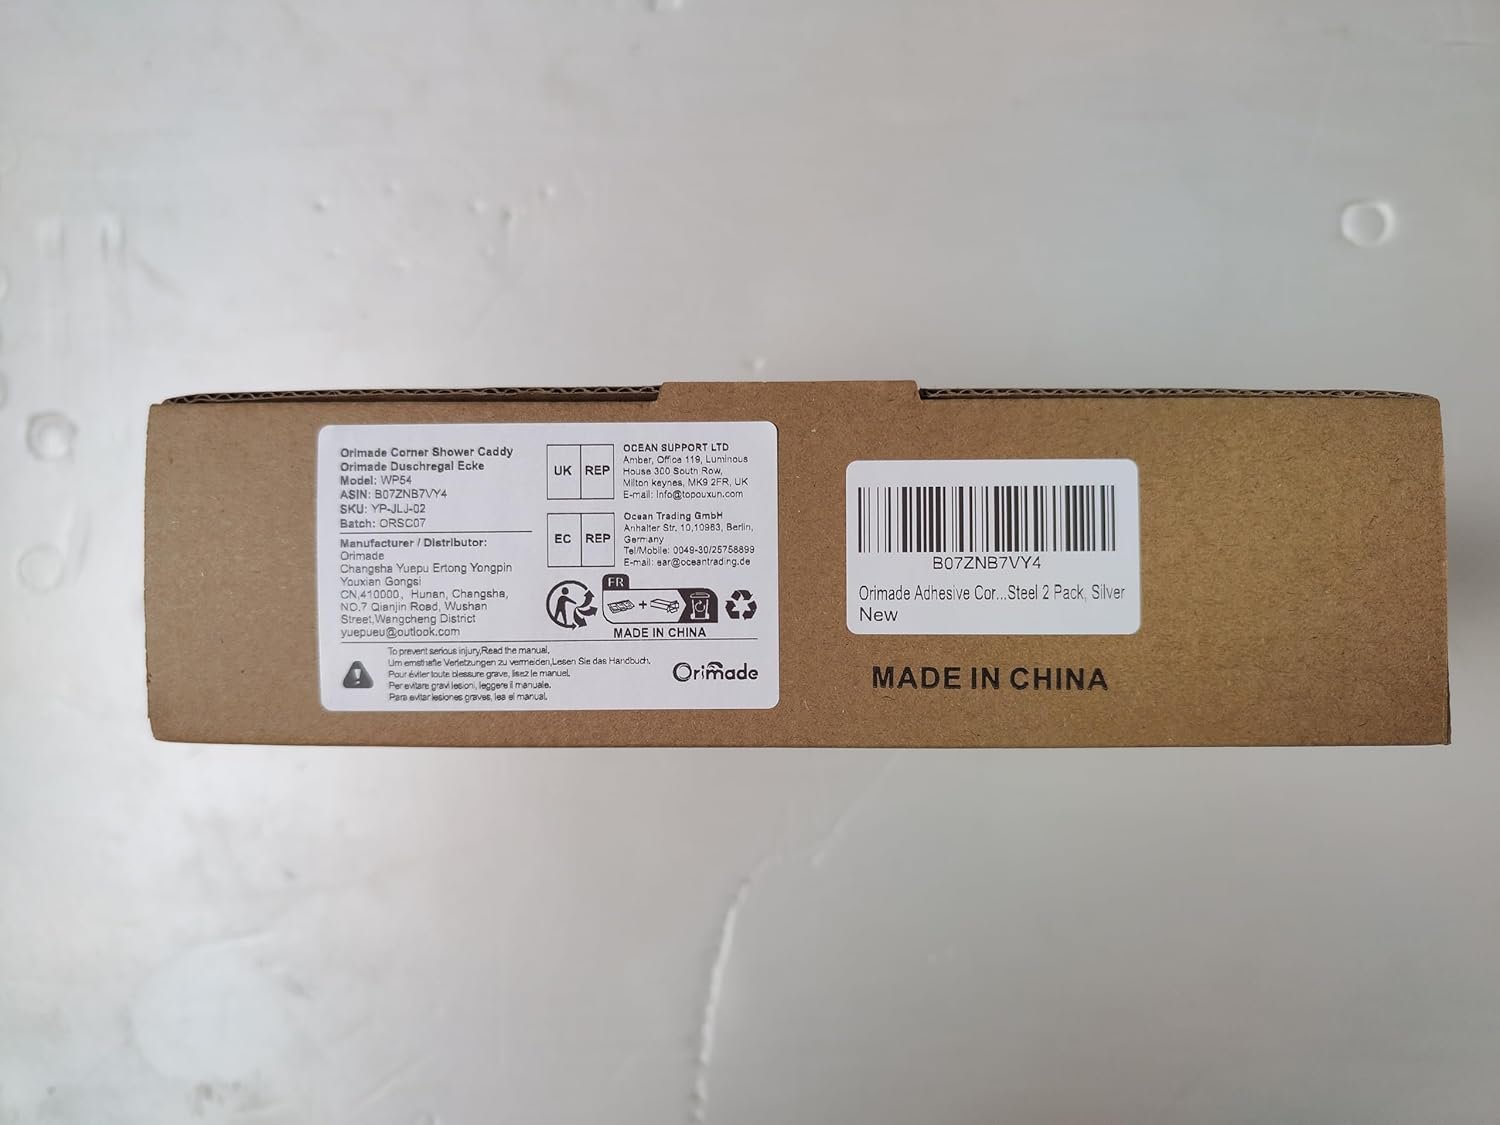 Orimade Corner Shower Caddy
Orimade Duschregal Ecke
Model: WP54
ASIN: B07ZNB7VY4
SKU: YP-JLJ-02
Batch: ORSC07
Manufacturer / Distributor:
Orimade
Changsha Yuepu Ertong Yongpin
Youxian Gongsi
CN,410000, Hunan, Changsha,
NO.7 Qianjin Road, Wushan
Street,Wangcheng District
yuepueu@outlook.com
UK REP
OCEAN SUPPORT LTD
Amber, Office 119, Luminous
House 300 South Row,
Milton keynes, MK9 2FR, UK
E-mail: Info@topouxun.com
EC REP
Ocean Trading GmbH
Anhalter Str. 10,10963, Berlin,
Germany
Tel/Mobile: 0049-30/25758899
E-mail: ear@oceantrading.de
FR
+
MADE IN CHINA
To prevent serious injury,Read the manual.
Um ernsthafte Verletzungen zu vermeiden,Lesen Sie das Handbuch.
Pour éviter toute blessure grave, lisez le manuel.
Per evitare gravi lesioni, leggere il manuale.
Para evitar lesiones graves, lea el manual.
Orimade
B07ZNB7VY4
Orimade Adhesive Cor...Steel 2 Pack, Silver
New
MADE IN CHINA